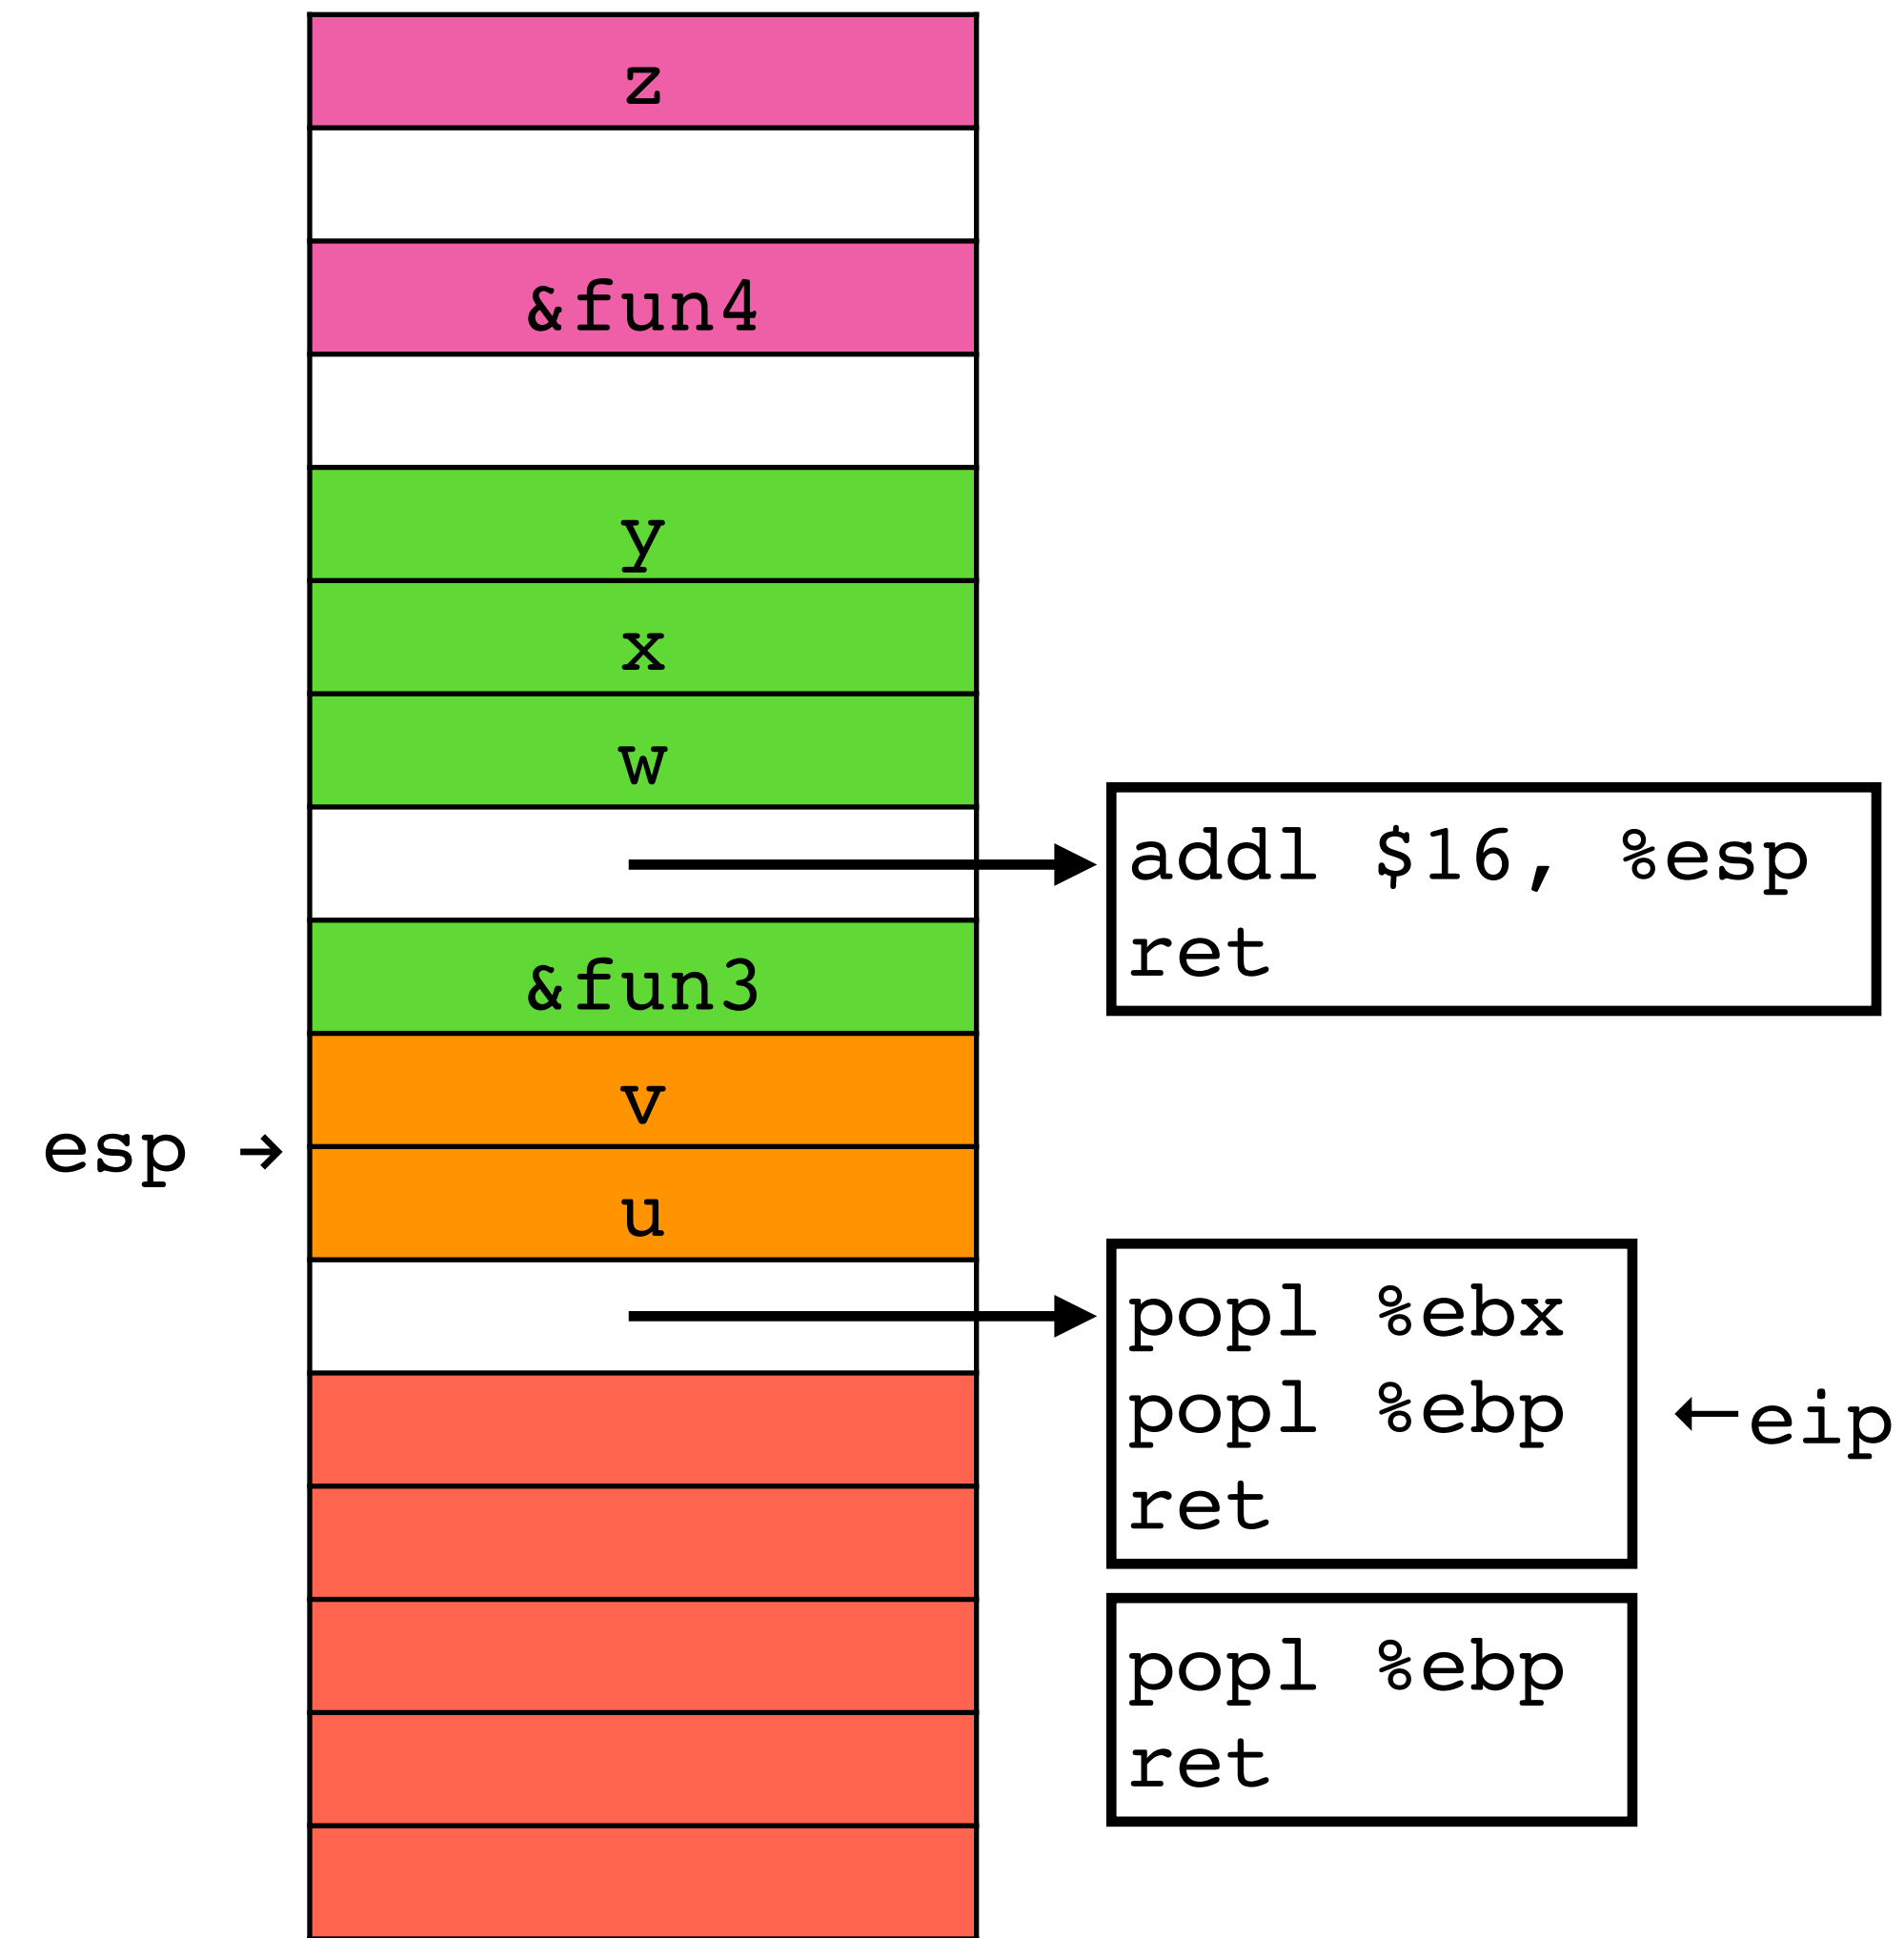 z
&fun4
y
x
w
addl $16, %esp
ret
&fun3
v
esp →
u
popl %ebx
popl %ebp
ret
←eip
popl %ebp
ret